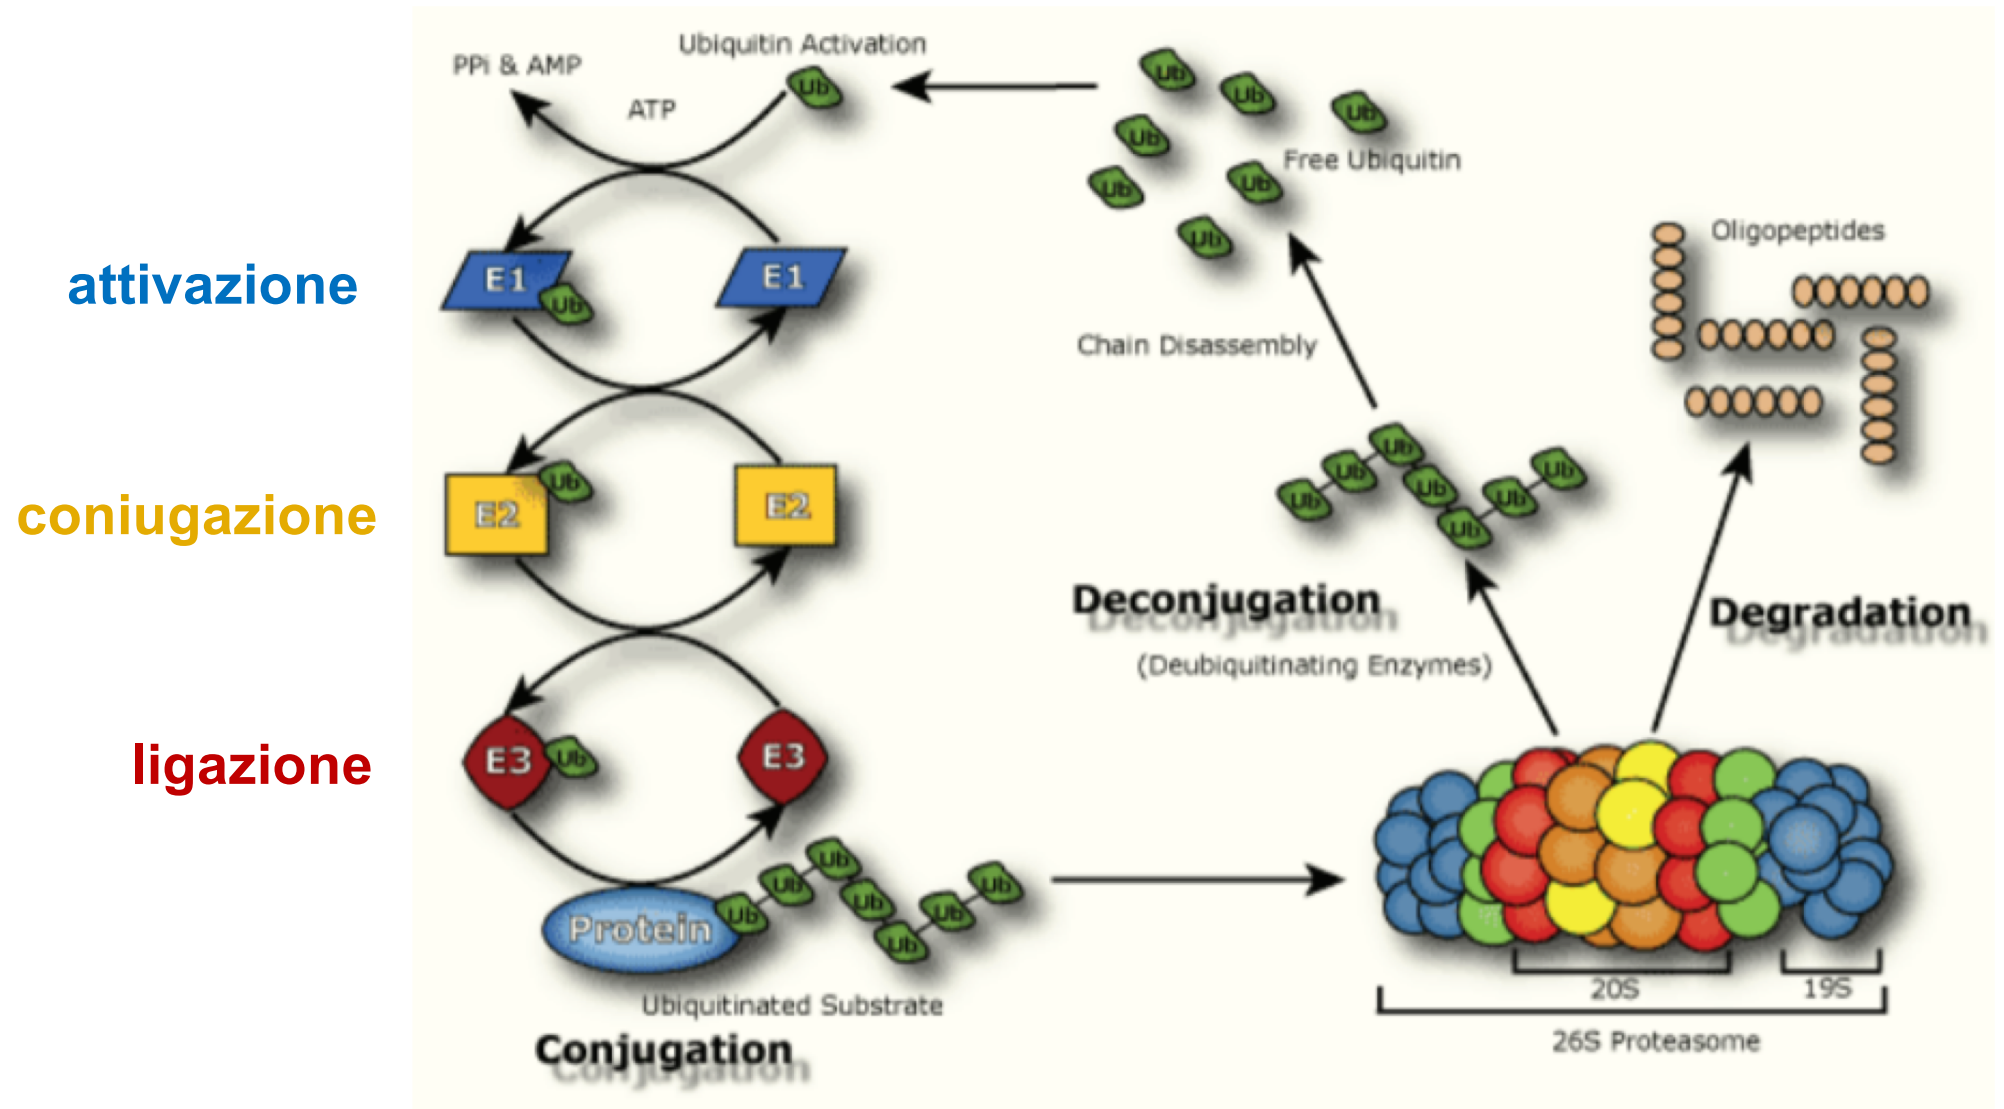 Ubiquitin Activation
PPi & AMP
Ub
ATP
Ub
Ub
Ub
Ub
Free Ubiquitin
Ub
Ub
Ub
attivazione
E1
Ub
E1
Oligopeptides
Chain Disassembly
coniugazione
E2
Ub
E2
Ub
Ub
Ub
Ub
Ub
Ub
Ub
Deconjugation
(Deubiquitinating Enzymes)
Degradation
ligazione
E3
Ub
E3
Protein
Ub
Ub
Ub
Ub
Ub
Ub
Ub
Ubiquitinated Substrate
Conjugation
20S
19S
26S Proteasome